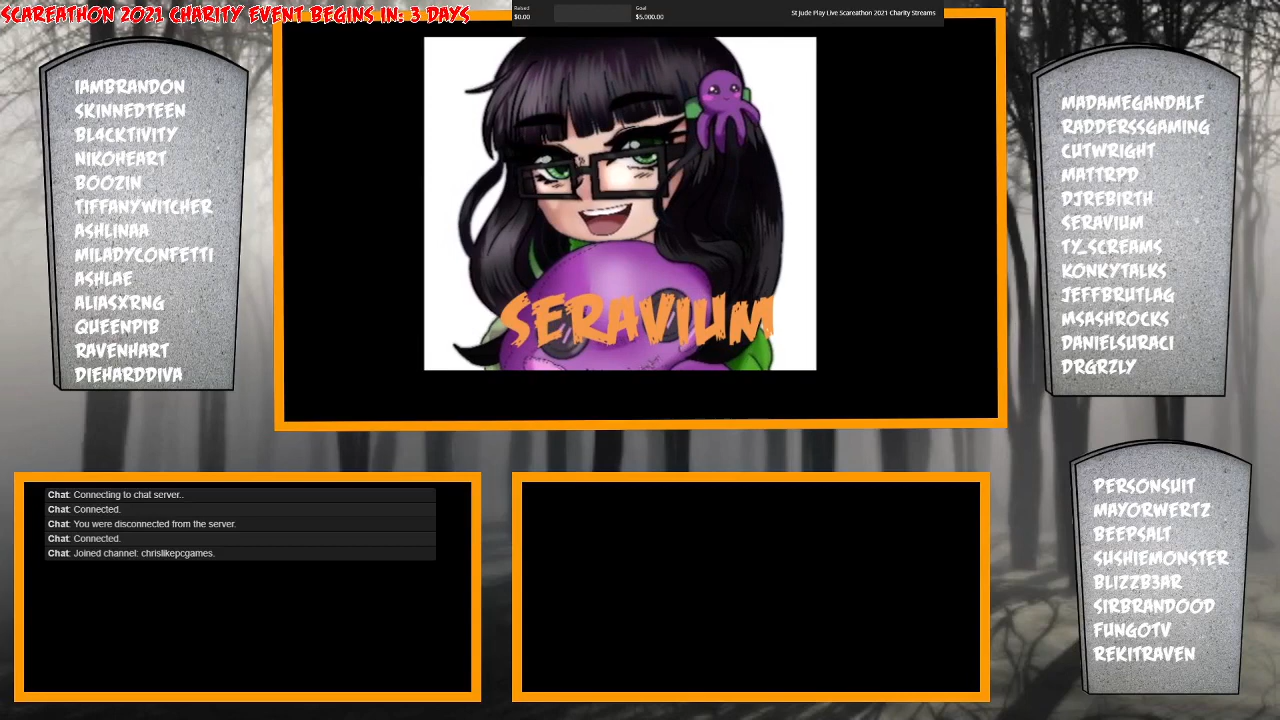 SCAREATHON 2021 CHARITY EVENT BEGINS IN: 3 DAYS
Raised
$0.00
Goal
$5,000.00
St Jude Play Live Scareathon 2021 Charity Streams
IAMBRANDON
SKINNEDTEEN
BL4CKTIVITY
NIKOHEART
BOOZIN
TIFFANYWITCHER
ASHLINAA
MILADYCONFETTI
ASHLAE
ALIASXRNG
QUEENPIB
RAVENHART
DIEHARDDIVA
SERAVIUM
MADAMEGANDALF
RADDERSSGAMING
CUTWRIGHT
MATTRPD
DJREBIRTH
SERAVIUM
TY_SCREAMS
KONKYTALKS
JEFFBRUTLAG
MSASHROCKS
DANIELSURACI
DRGRZLY
Chat: Connecting to chat server..
Chat: Connected.
Chat: You were disconnected from the server.
Chat: Connected.
Chat: Joined channel: chrislikepcgames.
PERSONSUIT
MAYORWERTZ
BEEPSALT
SUSHIEMONSTER
BLIZZB3AR
SIRBRANDOOD
FUNGOTV
REKITRAVEN